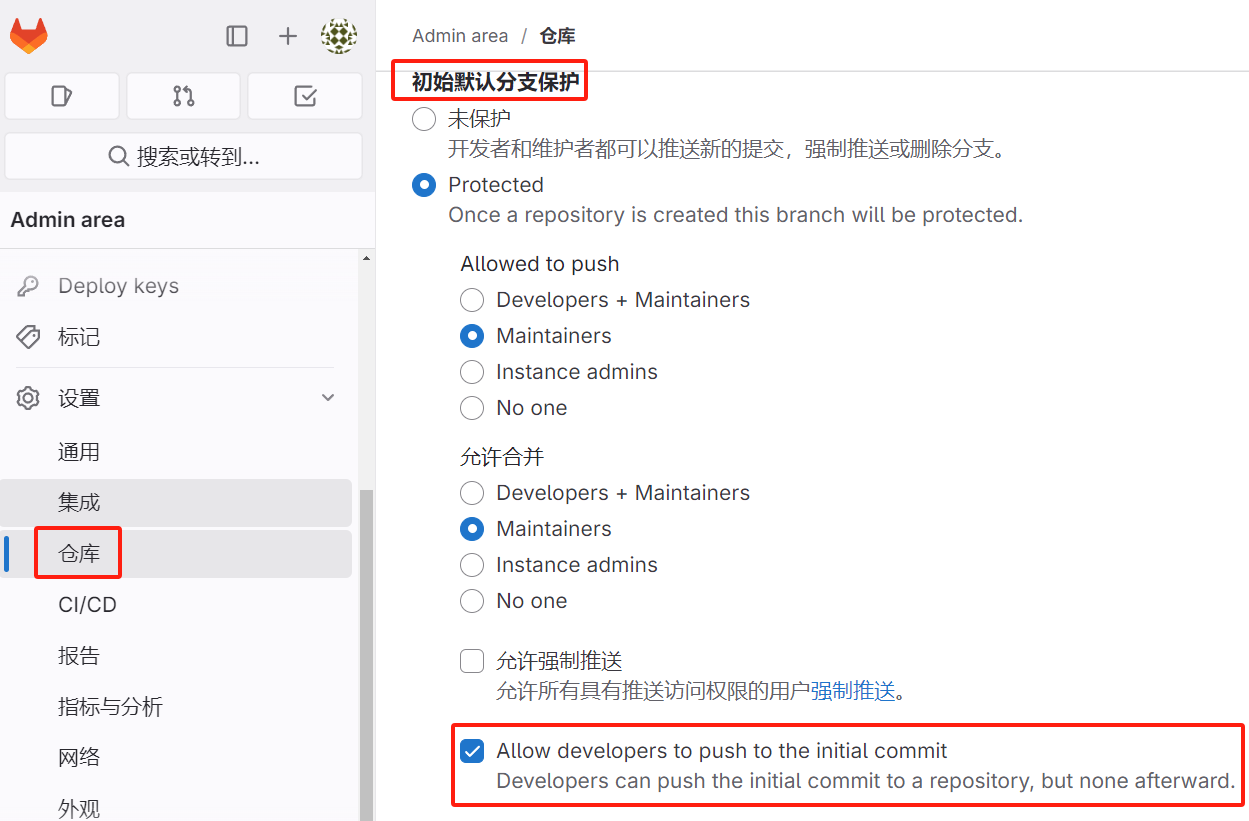 搜索或转到...
Admin area
Deploy keys
标记
设置
通用
集成
仓库
CI/CD
报告
指标与分析
网络
外观
Admin area / 仓库
初始默认分支保护
未保护
开发者和维护者都可以推送新的提交，强制推送或删除分支。
Protected
Once a repository is created this branch will be protected.
Allowed to push
Developers + Maintainers
Maintainers
Instance admins
No one
允许合并
Developers + Maintainers
Maintainers
Instance admins
No one
允许强制推送
允许所有具有推送访问权限的用户强制推送。
Allow developers to push to the initial commit
Developers can push the initial commit to a repository, but none afterward.